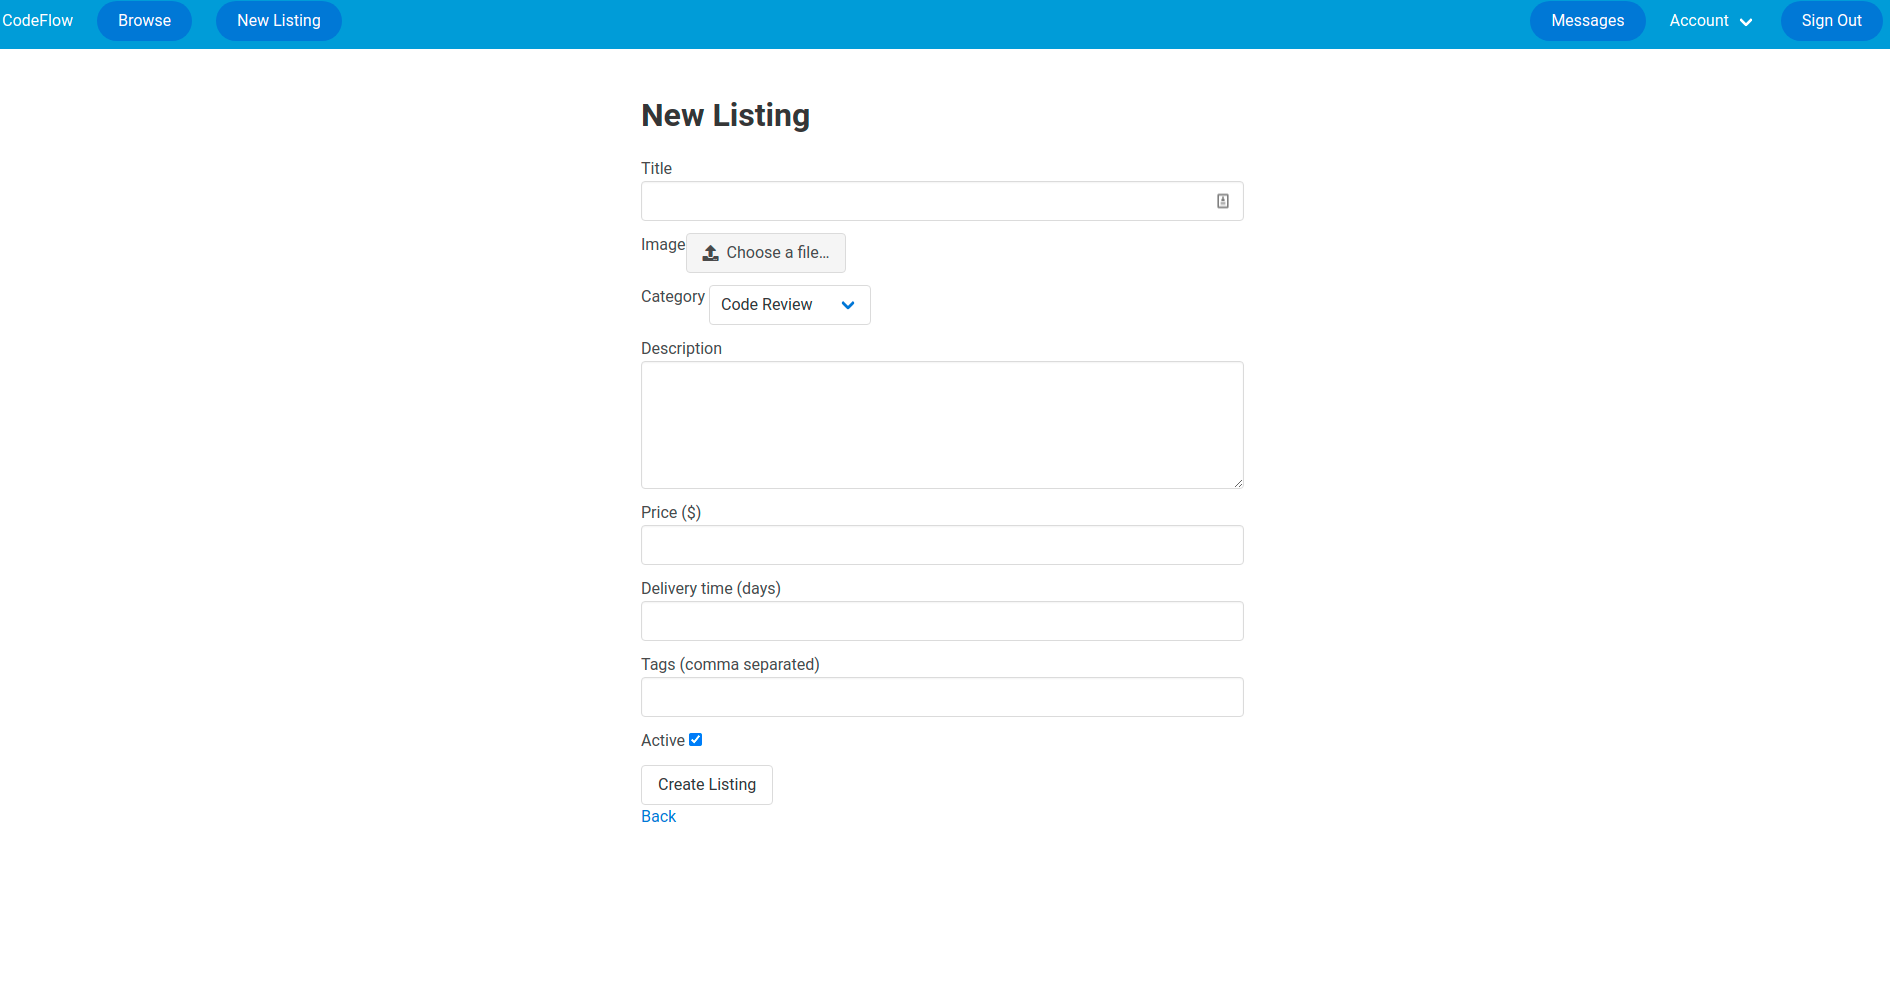 CodeFlow Browse New Listing Messages Account Sign Out
New Listing
Title
Image Choose a file...
Category Code Review
Description
Price ($)
Delivery time (days)
Tags (comma separated)
Active
Create Listing
Back